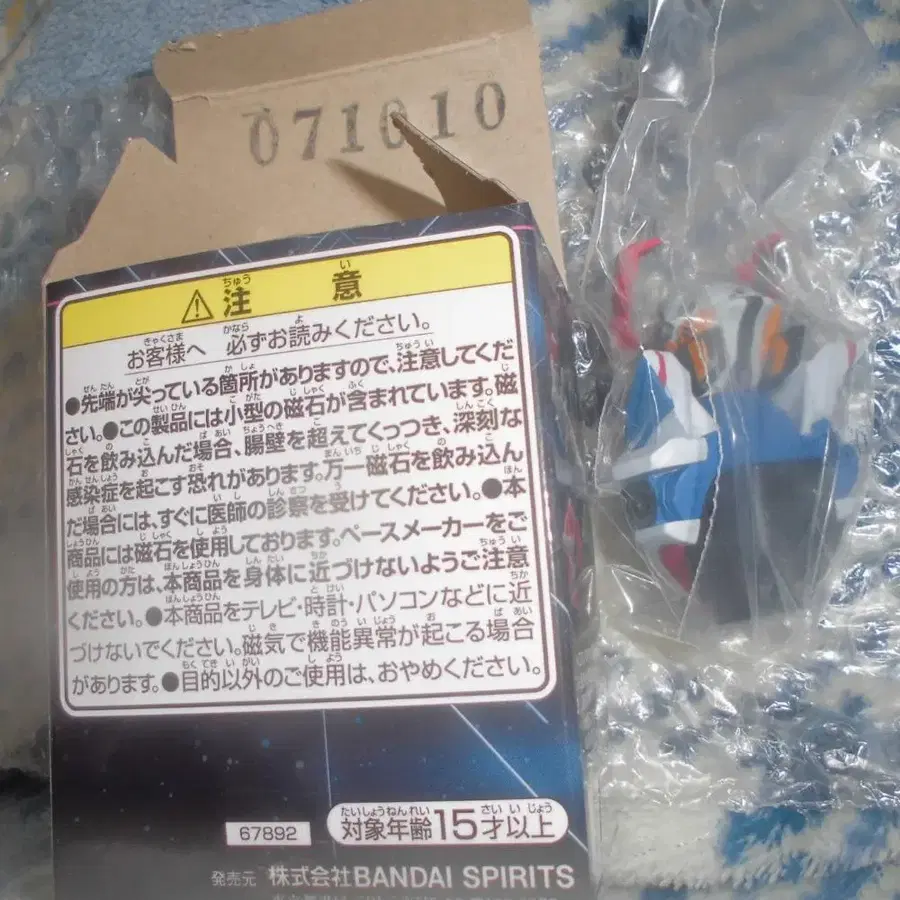 071010
注意
お客様へ 必ずお読みください。
●先端が尖っている箇所がありますので、注意してくだ
さい。●この製品には小型の磁石が含まれています。磁
石を飲み込んだ場合、腸壁を超えてくっつき、深刻な
感染症を起こす恐れがあります。万一磁石を飲み込ん
だ場合には、すぐに医師の診察を受けてください。●本
商品には磁石を使用しております。ペースメーカーをご
使用の方は、本商品を身体に近づけないようご注意
ください。●本商品をテレビ・時計・パソコンなどに近
づけないでください。磁気で機能異常が起こる場合
があります。●目的以外のご使用は、おやめください。
67892
対象年齢15才以上
発売元 株式会社BANDAI SPIRITS